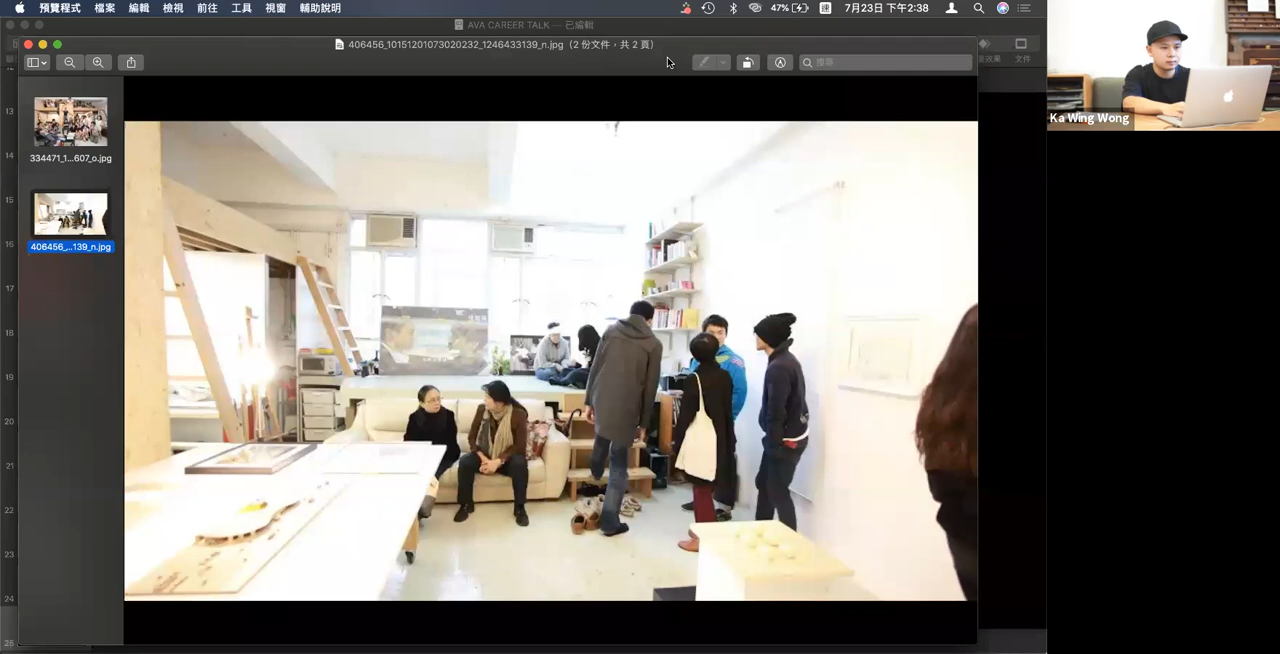 預覽程式 檔案 編輯 檢視 前往 工具 視窗 輔助說明
47% 7月23日 下午2:38
AVA CAREER TALK — 已編輯
406456_10151201073020232_1246433139_n.jpg（2 份文件，共 2 頁）
搜尋
文件
334471_1...607_o.jpg
406456_...139_n.jpg
13
14
15
16
17
18
19
20
21
22
23
24
Ka Wing Wong